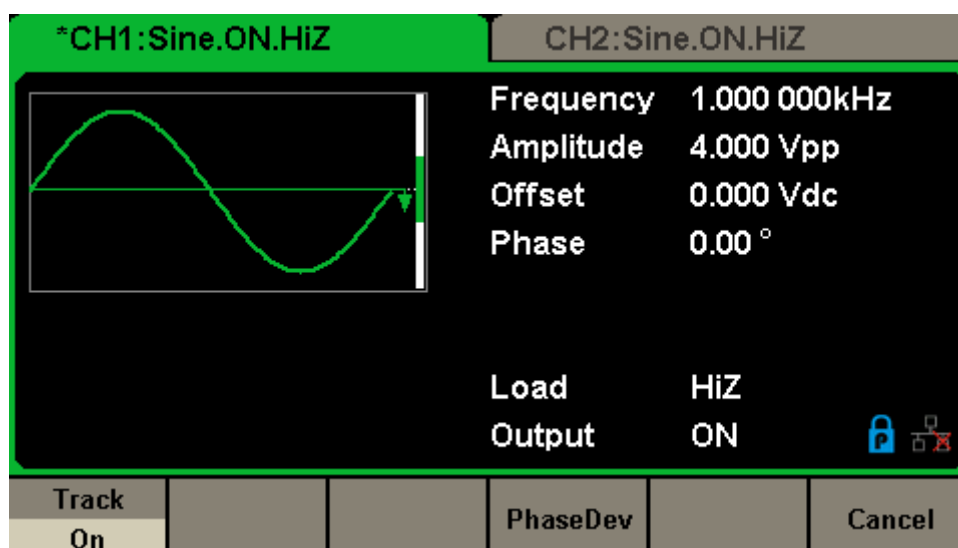 *CH1:Sine.ON.HiZ
CH2:Sine.ON.HiZ
Frequency 1.000 000kHz
Amplitude 4.000 Vpp
Offset 0.000 Vdc
Phase 0.00 °
Load HiZ
Output ON
P
Track
On
PhaseDev
Cancel